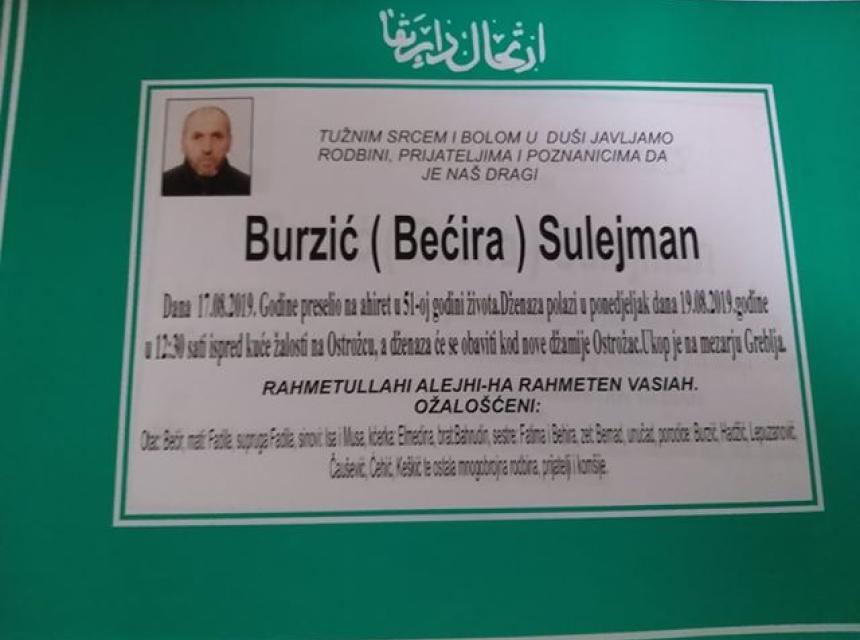 ارتحال دار بقا
TUŽNIM SRCEM I BOLOM U DUŠI JAVLJAMO
RODBINI, PRIJATELJIMA I POZNANICIMA DA
JE NAŠ DRAGI
Burzić ( Bećira ) Sulejman
Dana 17.08.2019. Godine preselio na ahiret u 51-oj godini života.Dženaza polazi u ponedjeljak dana 19.08.2019.godine
u 12:30 sati ispred kuće žalosti na Ostrožcu, a dženaza će se obaviti kod nove džamije Ostrožac.Ukop je na mezarju Greblja.
RAHMETULLAHI ALEJHI-HA RAHMETEN VASIAH.
OŽALOŠĆENI:
Otac: Bećir, mati: Fadila, supruga Fadila, sinovi: Isa i Musa, kćerka: Elmedina, brat:Bahrudin, sestre: Fatima i Behira, zet: Bernad, unučad, porodice: Burzić, Hadžić, Lepuzanović,
Čaušević, Ćehić, Keškić te ostala mnogobrojna rodbina, prijatelji i komšije.